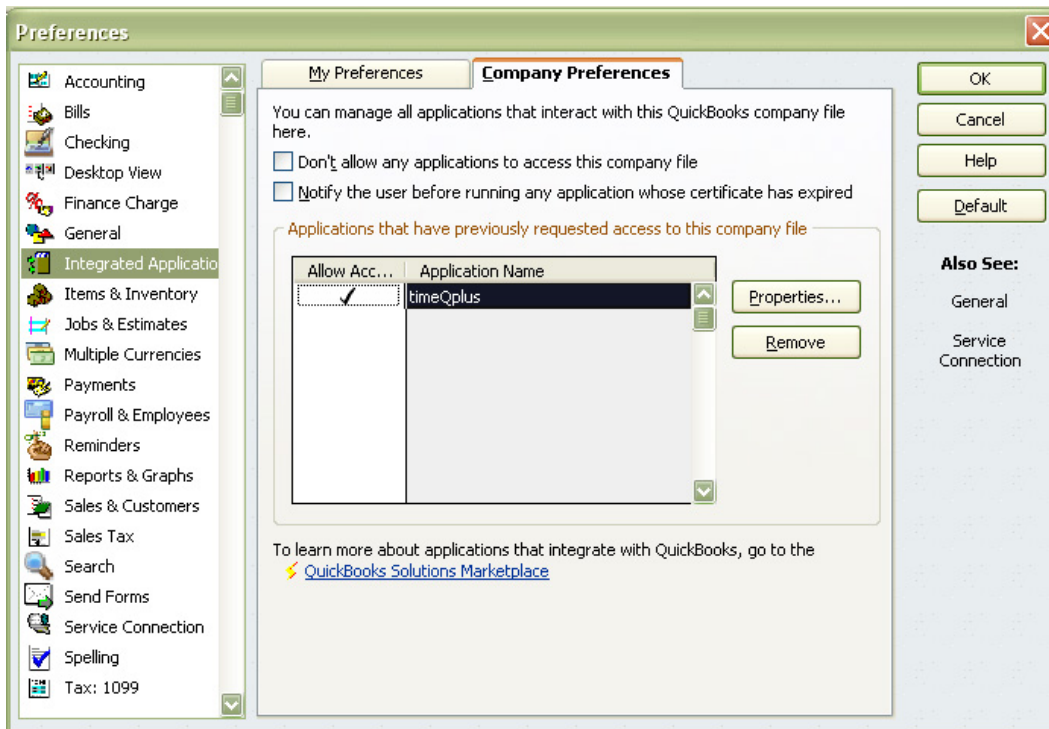 Preferences
Accounting
Bills
Checking
Desktop View
Finance Charge
General
Integrated Applicatio
Items & Inventory
Jobs & Estimates
Multiple Currencies
Payments
Payroll & Employees
Reminders
Reports & Graphs
Sales & Customers
Sales Tax
Search
Send Forms
Service Connection
Spelling
Tax: 1099
My Preferences
Company Preferences
You can manage all applications that interact with this QuickBooks company file
here.
Don't allow any applications to access this company file
Notify the user before running any application whose certificate has expired
Applications that have previously requested access to this company file
Allow Acc... Application Name
timeQplus
Properties...
Remove
To learn more about applications that integrate with QuickBooks, go to the
QuickBooks Solutions Marketplace
OK
Cancel
Help
Default
Also See:
General
Service
Connection